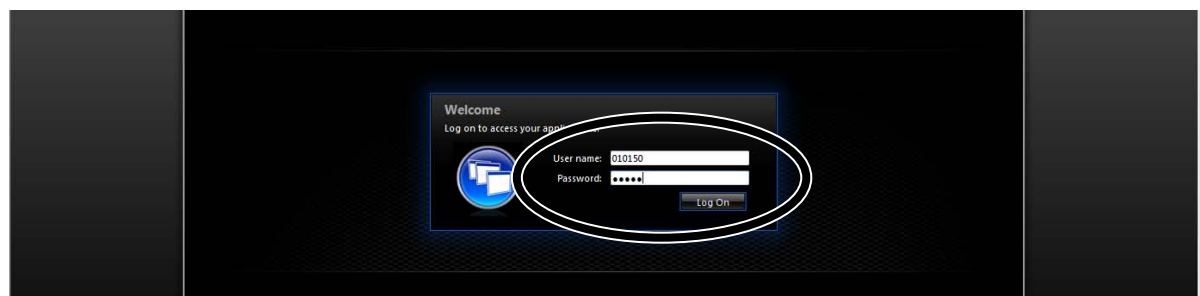 Welcome
Log on to access your
User name: 010150
Password: •••••
Log On